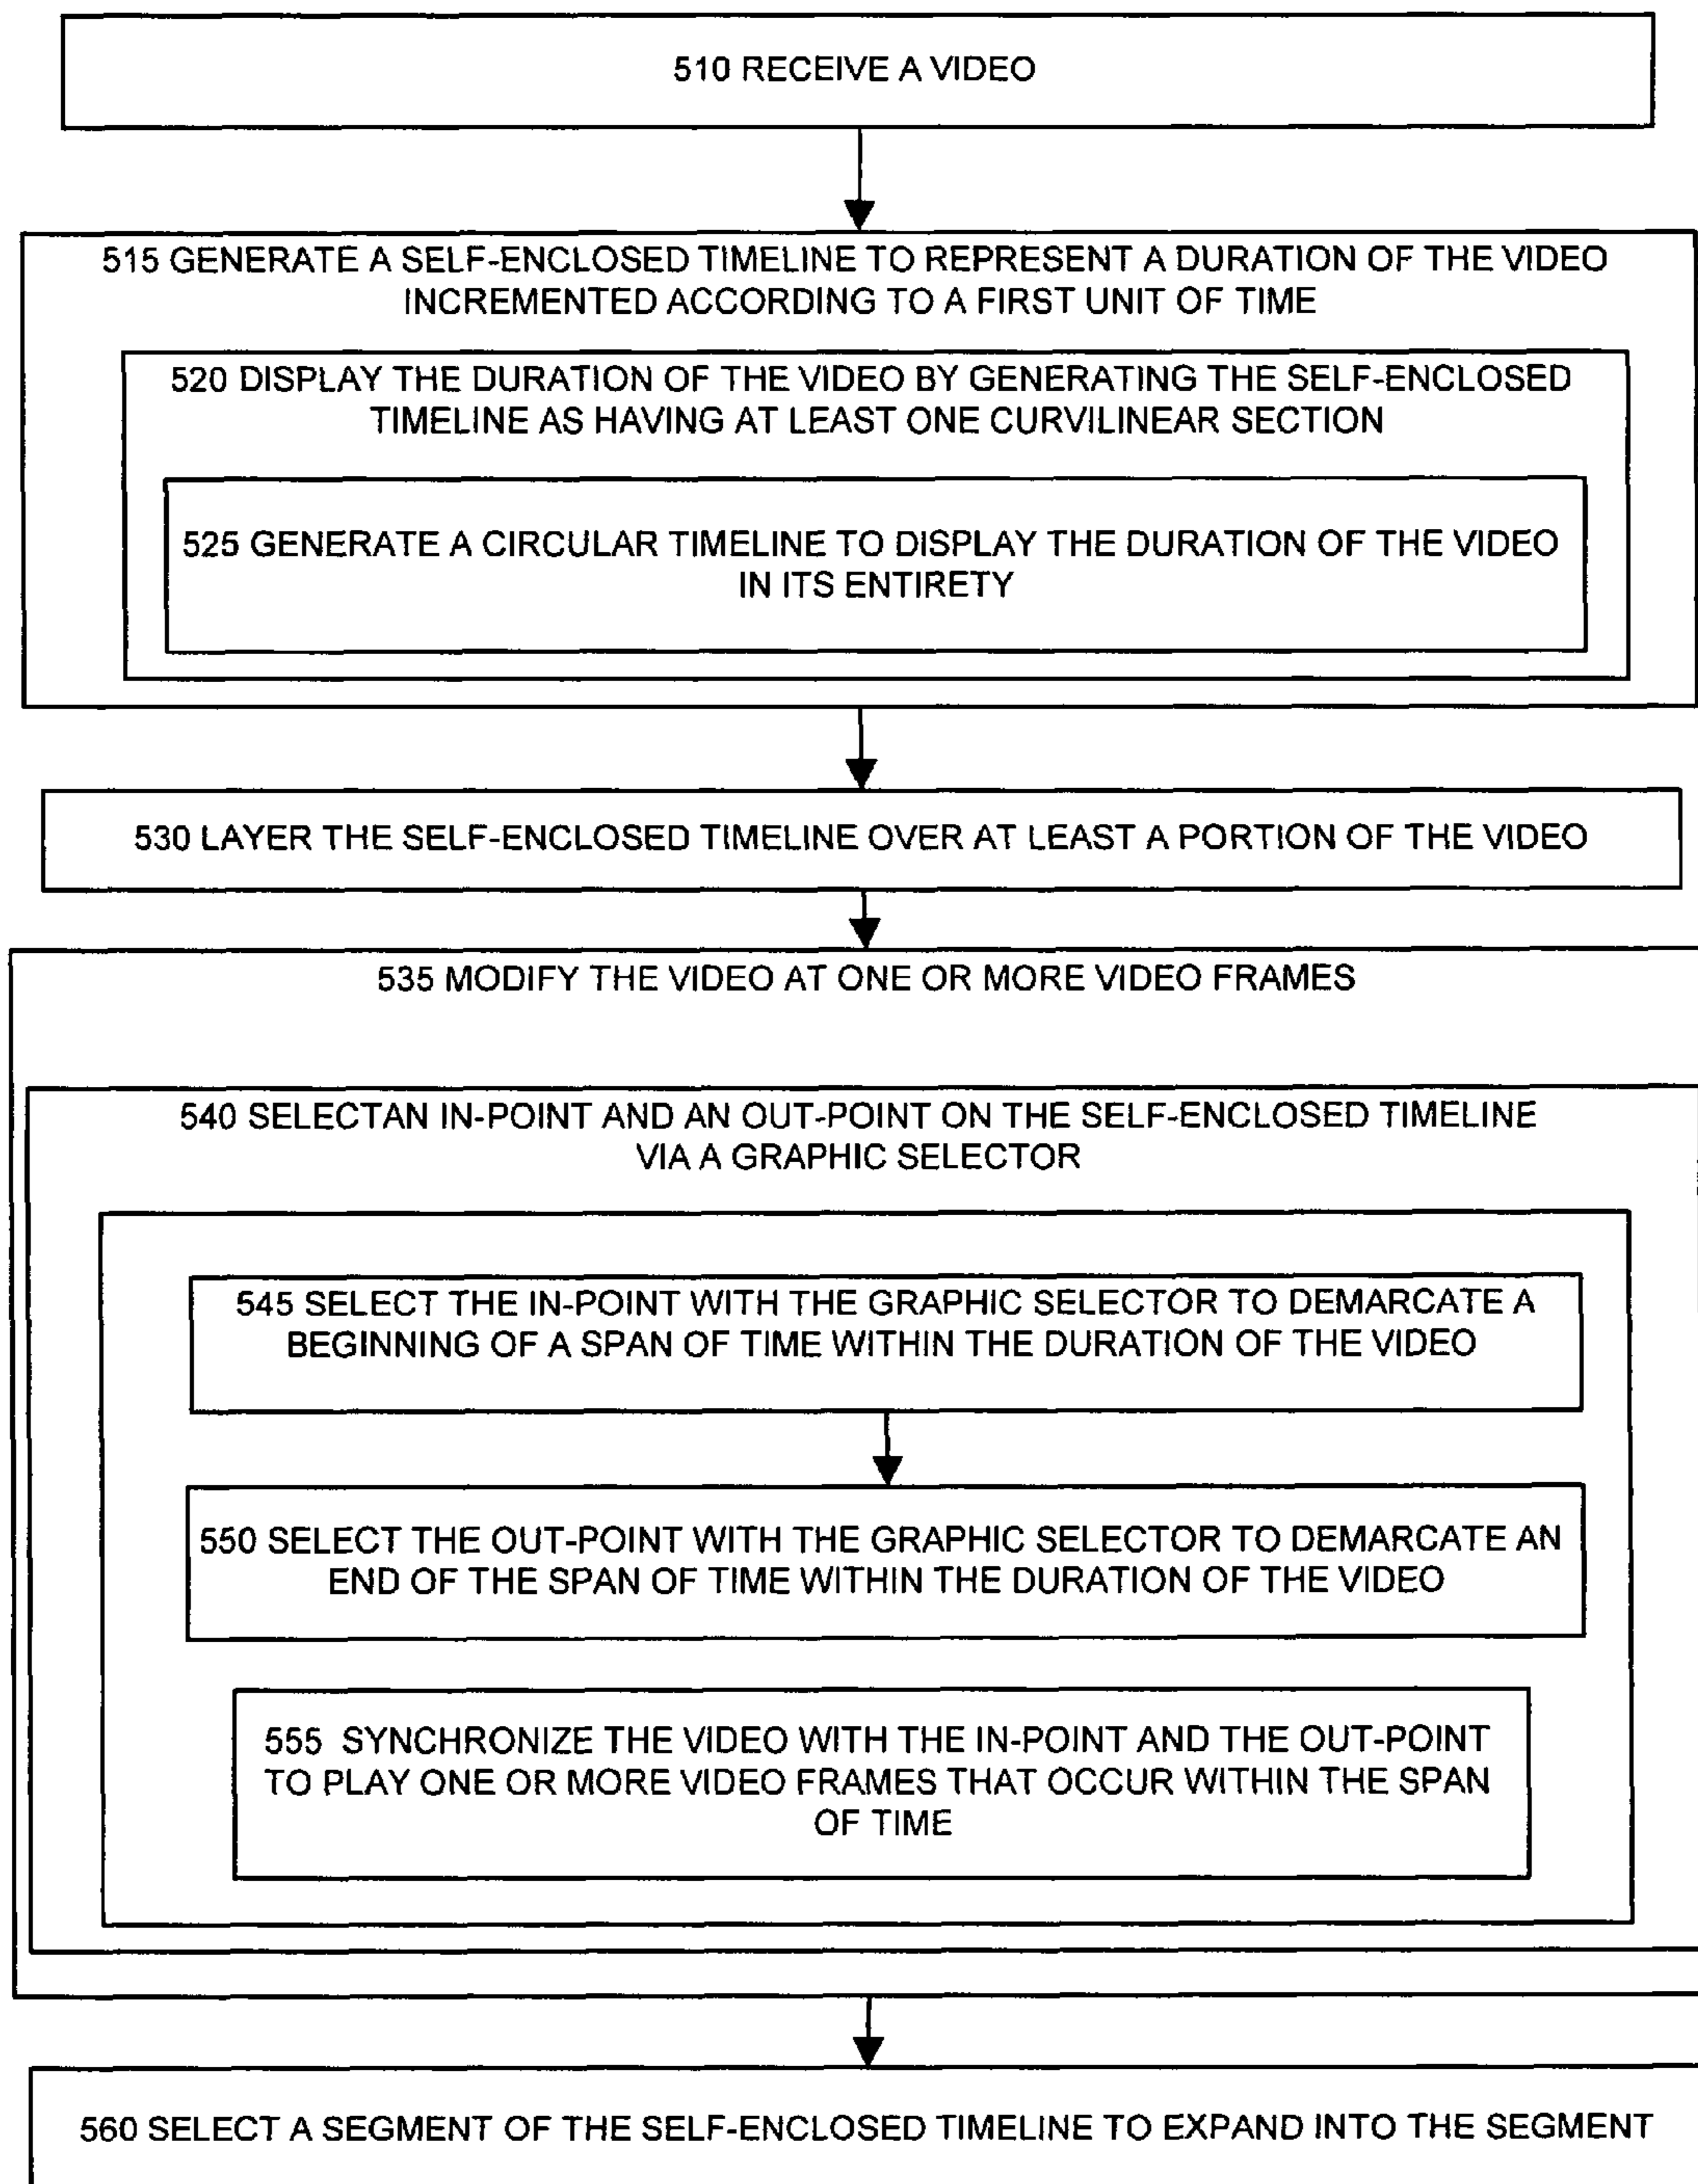 510 RECEIVE A VIDEO
515 GENERATE A SELF-ENCLOSED TIMELINE TO REPRESENT A DURATION OF THE VIDEO
INCREMENTED ACCORDING TO A FIRST UNIT OF TIME
520 DISPLAY THE DURATION OF THE VIDEO BY GENERATING THE SELF-ENCLOSED
TIMELINE AS HAVING AT LEAST ONE CURVILINEAR SECTION
525 GENERATE A CIRCULAR TIMELINE TO DISPLAY THE DURATION OF THE VIDEO
IN ITS ENTIRETY
530 LAYER THE SELF-ENCLOSED TIMELINE OVER AT LEAST A PORTION OF THE VIDEO
535 MODIFY THE VIDEO AT ONE OR MORE VIDEO FRAMES
540 SELECTAN IN-POINT AND AN OUT-POINT ON THE SELF-ENCLOSED TIMELINE
VIA A GRAPHIC SELECTOR
545 SELECT THE IN-POINT WITH THE GRAPHIC SELECTOR TO DEMARCATE A
BEGINNING OF A SPAN OF TIME WITHIN THE DURATION OF THE VIDEO
550 SELECT THE OUT-POINT WITH THE GRAPHIC SELECTOR TO DEMARCATE AN
END OF THE SPAN OF TIME WITHIN THE DURATION OF THE VIDEO
555 SYNCHRONIZE THE VIDEO WITH THE IN-POINT AND THE OUT-POINT
TO PLAY ONE OR MORE VIDEO FRAMES THAT OCCUR WITHIN THE SPAN
OF TIME
560 SELECT A SEGMENT OF THE SELF-ENCLOSED TIMELINE TO EXPAND INTO THE SEGMENT